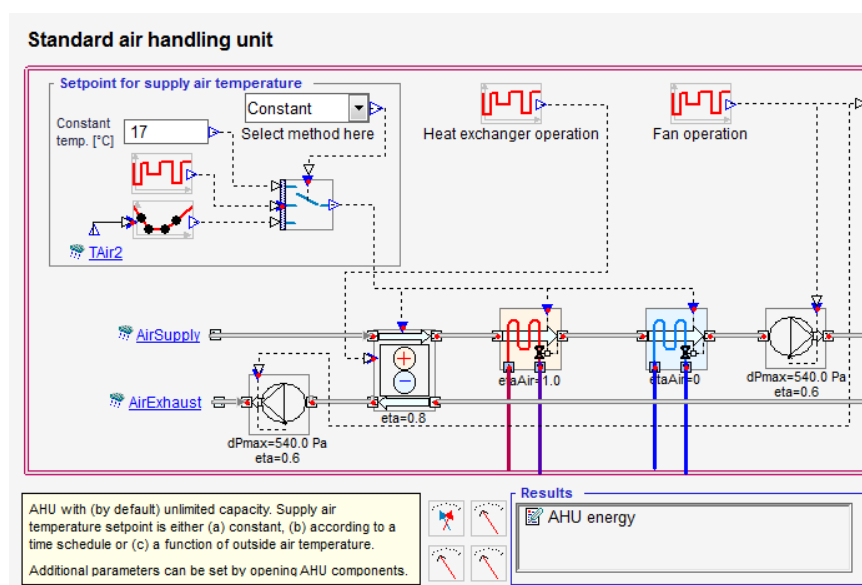 Standard air handling unit
Setpoint for supply air temperature
Constant
Select method here
Constant
temp. [°C]
17
TAir2
Heat exchanger operation
Fan operation
AirSupply
AirExhaust
etaAir=1.0
etaAir=0
dPmax=540.0 Pa
eta=0.6
eta=0.8
dPmax=540.0 Pa
eta=0.6
AHU with (by default) unlimited capacity. Supply air
temperature setpoint is either (a) constant, (b) according to a
time schedule or (c) a function of outside air temperature.
Additional parameters can be set by opening AHU components.
Results
AHU energy